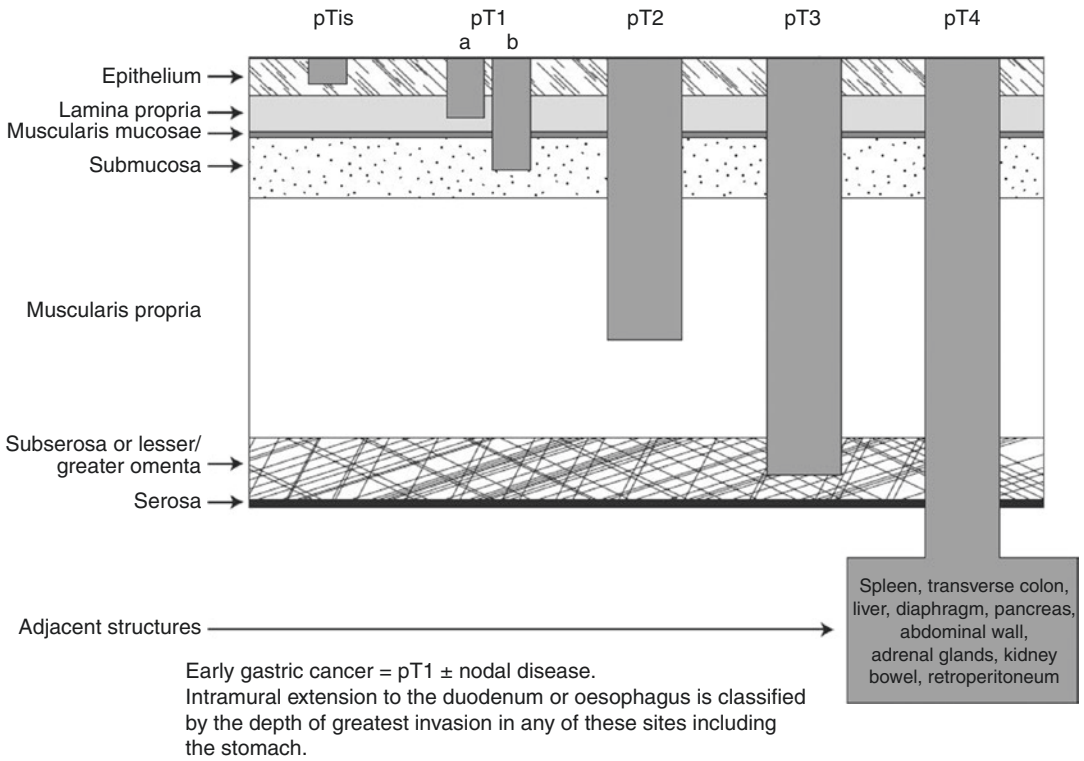 pTis pT1 pT2 pT3 pT4
a b
Epithelium
Lamina propria
Muscularis mucosae
Submucosa
Muscularis propria
Subserosa or lesser/
greater omenta
Serosa
Adjacent structures
Spleen, transverse colon,
liver, diaphragm, pancreas,
abdominal wall,
adrenal glands, kidney
bowel, retroperitoneum
Early gastric cancer = pT1 ± nodal disease.
Intramural extension to the duodenum or oesophagus is classified
by the depth of greatest invasion in any of these sites including
the stomach.